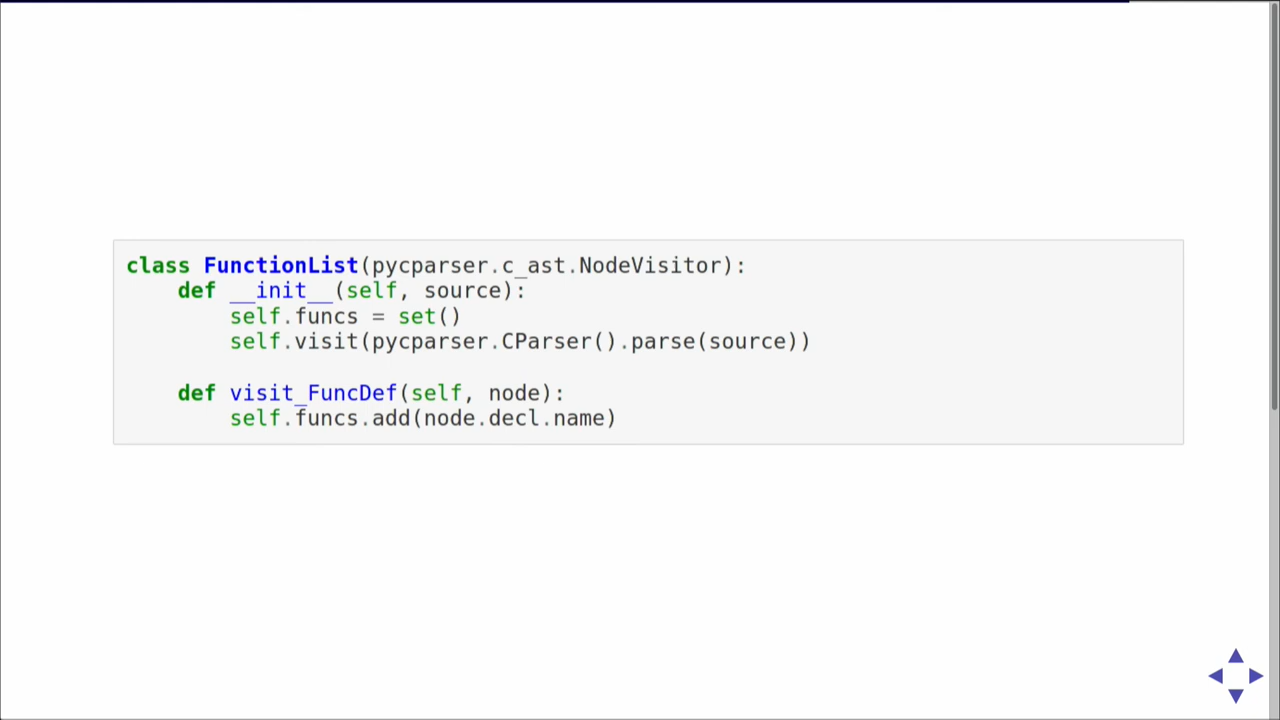 class FunctionList(pycparser.c_ast.NodeVisitor):
    def __init__(self, source):
        self.funcs = set()
        self.visit(pycparser.CParser().parse(source))

    def visit_FuncDef(self, node):
        self.funcs.add(node.decl.name)